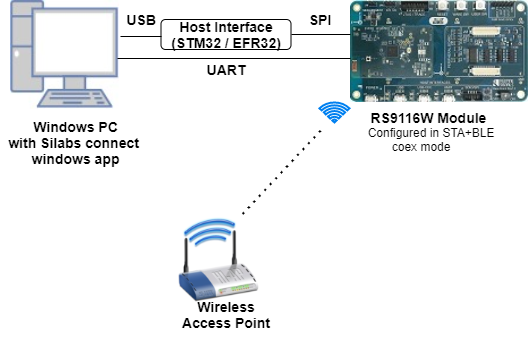 USB
Host Interface
(STM32 / EFR32)
SPI
UART
Windows PC
with Silabs connect
windows app
RS9116W Module
Configured in STA+BLE
coex mode
Wireless
Access Point